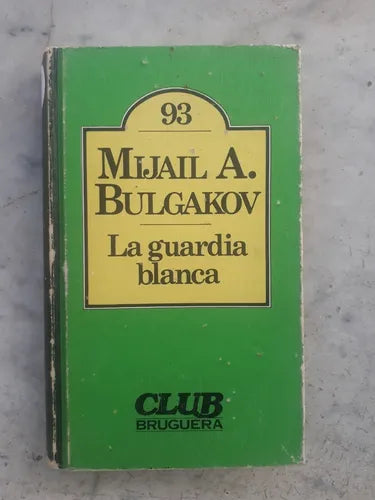 93
MIJAIL A.
BULGAKOV
La guardia
blanca
CLUB
BRUGUERA